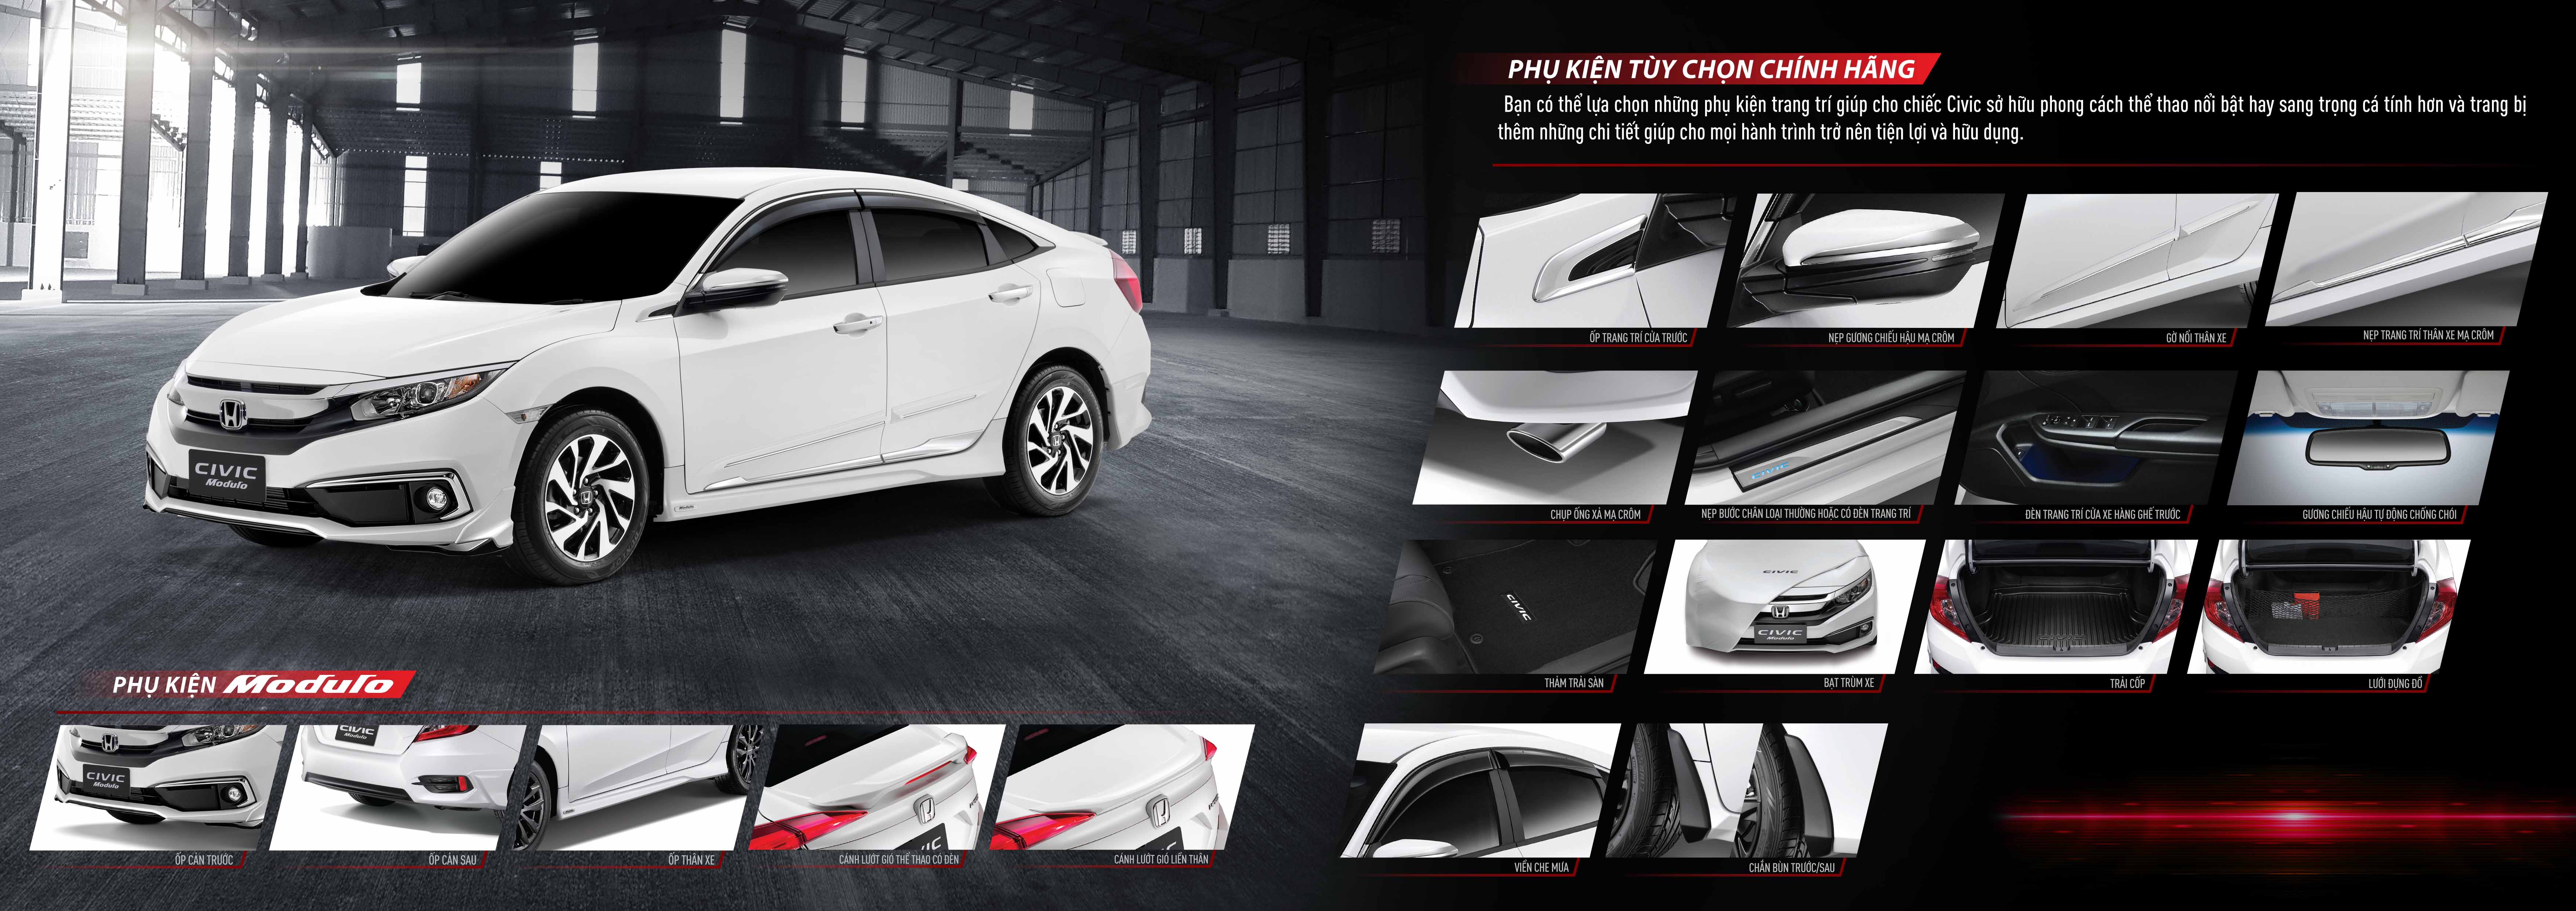 PHỤ KIỆN TÙY CHỌN CHÍNH HÃNG
Bạn có thể lựa chọn những phụ kiện trang trí giúp cho chiếc Civic sở hữu phong cách thể thao nổi bật hay sang trọng cá tính hơn và trang bị
thêm những chi tiết giúp cho mọi hành trình trở nên tiện lợi và hữu dụng.
ỐP TRANG TRÍ CỬA TRƯỚC
NẸP GƯƠNG CHIẾU HẬU MẠ CRÔM
GỜ NỔI THÂN XE
NẸP TRANG TRÍ THÂN XE MẠ CRÔM
CIVIC
CHỤP ỐNG XẢ MẠ CRÔM
NẸP BƯỚC CHÂN LOẠI THƯỜNG HOẶC CÓ ĐÈN TRANG TRÍ
ĐÈN TRANG TRÍ CỬA XE HÀNG GHẾ TRƯỚC
GƯƠNG CHIẾU HẬU TỰ ĐỘNG CHỐNG CHÓI
CIVIC
CIVIC
CIVIC
Modulo
THẢM TRẢI SÀN
BẠT TRÙM XE
TRẢI CỐP
LƯỚI ĐỰNG ĐỒ
VIỀN CHE MƯA
CHẮN BÙN TRƯỚC/SAU
CIVIC
Modulo
Modulo
PHỤ KIỆN Modulo
CIVIC
Modulo
CIVIC
Modulo
ỐP CẢN TRƯỚC
ỐP CẢN SAU
ỐP THÂN XE
CÁNH LƯỚT GIÓ THỂ THAO CÓ ĐÈN
CÁNH LƯỚT GIÓ LIỀN THÂN